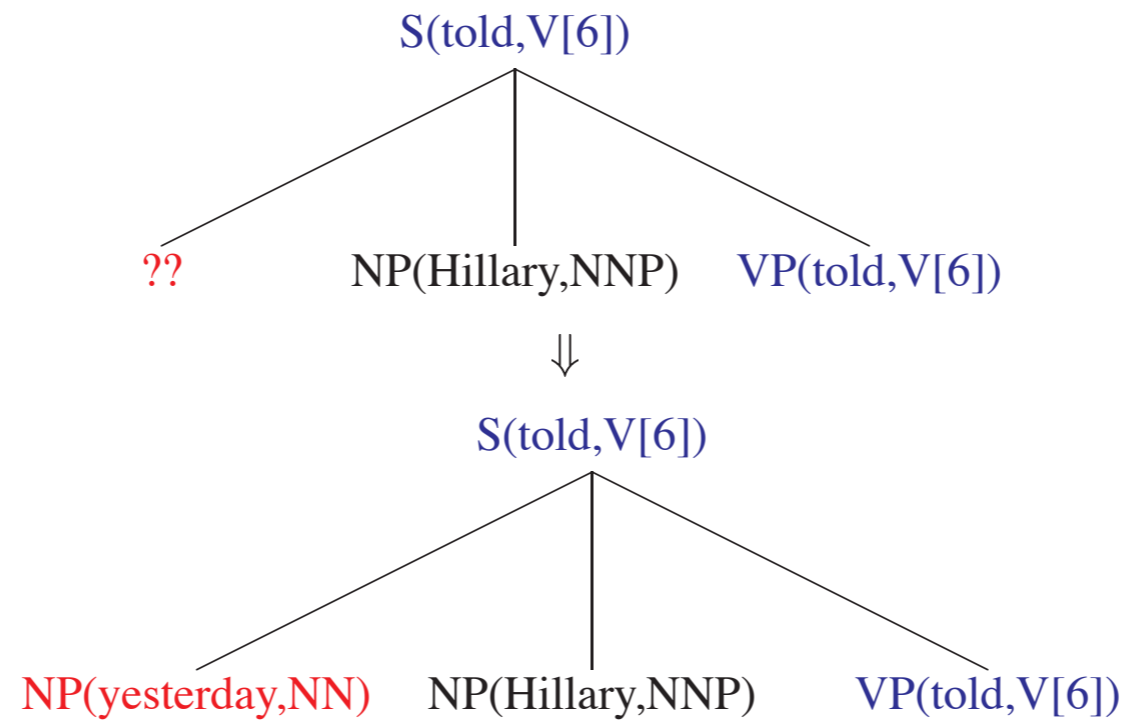 S(told,V[6])
?? NP(Hillary,NNP) VP(told,V[6])
⇓
S(told,V[6])
NP(yesterday,NN) NP(Hillary,NNP) VP(told,V[6])